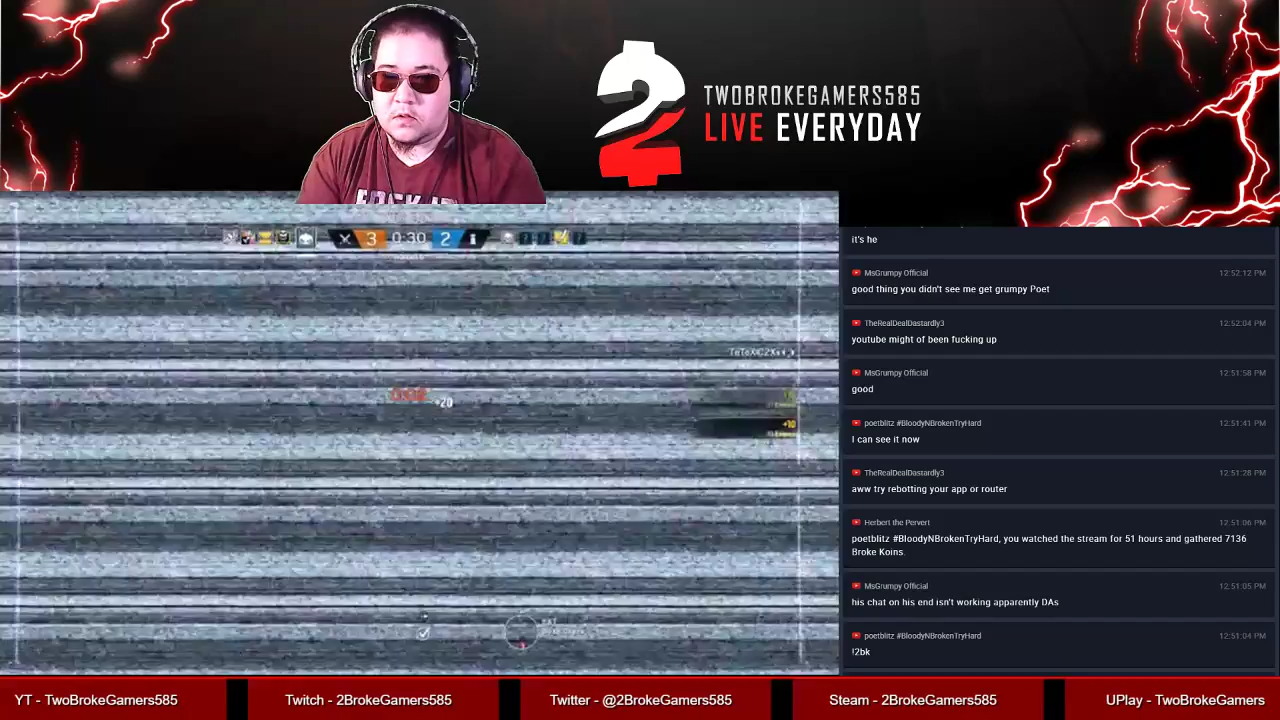 2
TWOBROKEGAMERS585
LIVE EVERYDAY
3 0:30 2
+20
+10
it's he
MsGrumpy Official 12:52:12 PM
good thing you didn't see me get grumpy Poet
TheRealDealDastardly3 12:52:04 PM
youtube might of been fucking up
MsGrumpy Official 12:51:58 PM
good
poetblitz #BloodyNBrokenTryHard 12:51:41 PM
I can see it now
TheRealDealDastardly3 12:51:28 PM
aww try rebotting your app or router
Herbert the Pervert 12:51:06 PM
poetblitz #BloodyNBrokenTryHard, you watched the stream for 51 hours and gathered 7136
Broke Koins.
MsGrumpy Official 12:51:05 PM
his chat on his end isn't working apparently DAs
poetblitz #BloodyNBrokenTryHard 12:51:04 PM
!2bk
YT - TwoBrokeGamers585
Twitch - 2BrokeGamers585
Twitter - @2BrokeGamers585
Steam - 2BrokeGamers585
UPlay - TwoBrokeGamers